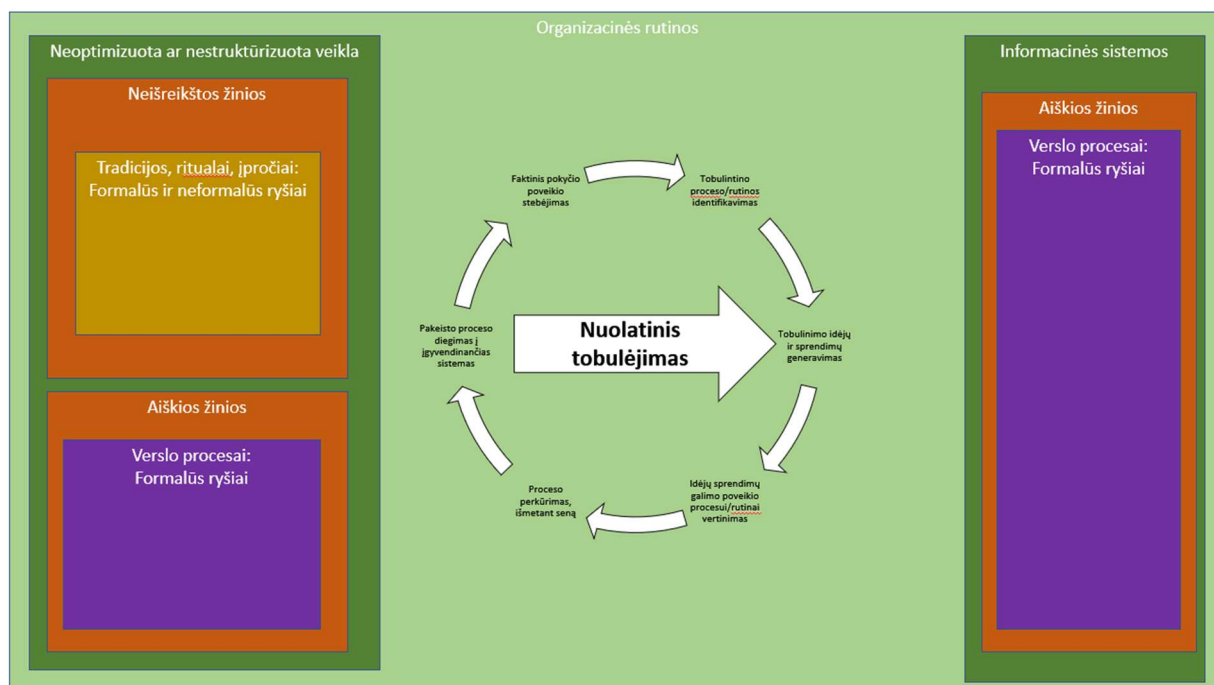 Organizacinės rutinos
Neoptimizuota ar nestruktūrizuota veikla
Neišreikštos žinios
Tradicijos, ritualai, įpročiai:
Formalūs ir neformalūs ryšiai
Aiškios žinios
Verslo procesai:
Formalūs ryšiai
Faktinis pokyčio
poveikio
stebėjimas
Tobulintino
proceso/rutinos
identifikavimas
Pakeisto proceso
diegimas į
įgyvendinančias
sistemas
Nuolatinis
tobulėjimas
Tobulinimo idėjų
ir sprendimų
generavimas
Proceso
perkūrimas,
išmetant seną
Idėjų sprendimų
galimo poveikio
procesui/rutinai
vertinimas
Informacinės sistemos
Aiškios žinios
Verslo procesai:
Formalūs ryšiai